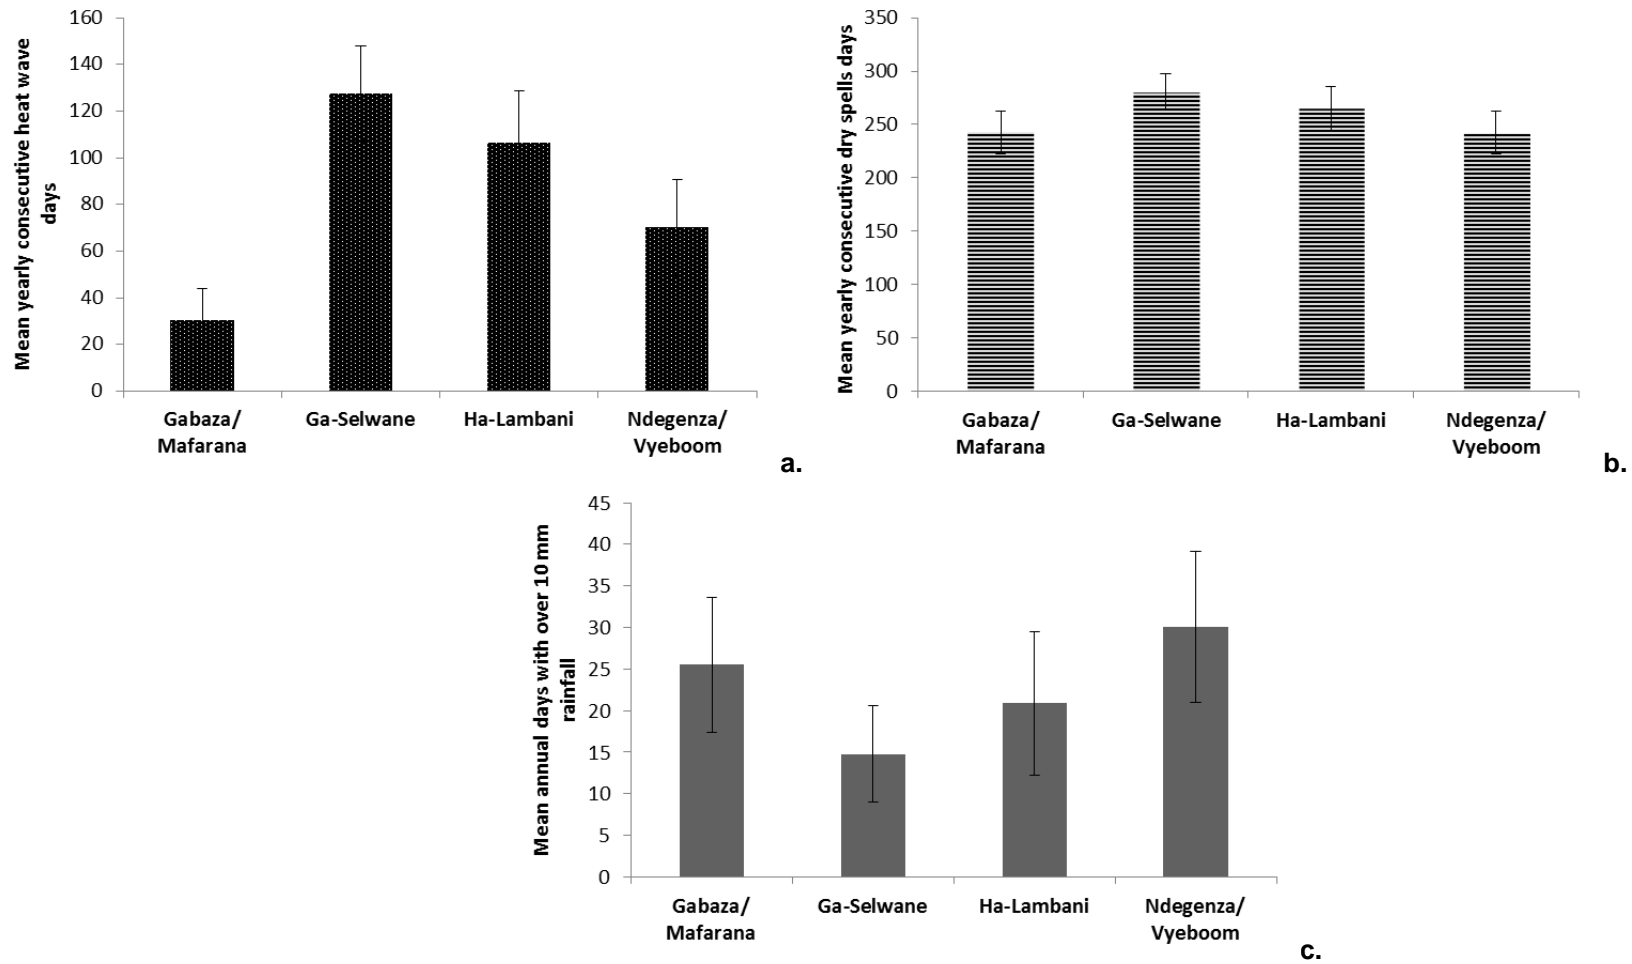 Mean yearly consecutive heat wave
days
160
140
120
100
80
60
40
20
0
Gabaza/
Mafarana
Ga-Selwane
Ha-Lambani
Ndegenza/
Vyeboom
a.
Mean yearly consecutive dry spells days
350
300
250
200
150
100
50
0
Gabaza/
Mafarana
Ga-Selwane
Ha-Lambani
Ndegenza/
Vyeboom
b.
Mean annual days with over 10 mm
rainfall
45
40
35
30
25
20
15
10
5
0
Gabaza/
Mafarana
Ga-Selwane
Ha-Lambani
Ndegenza/
Vyeboom
c.